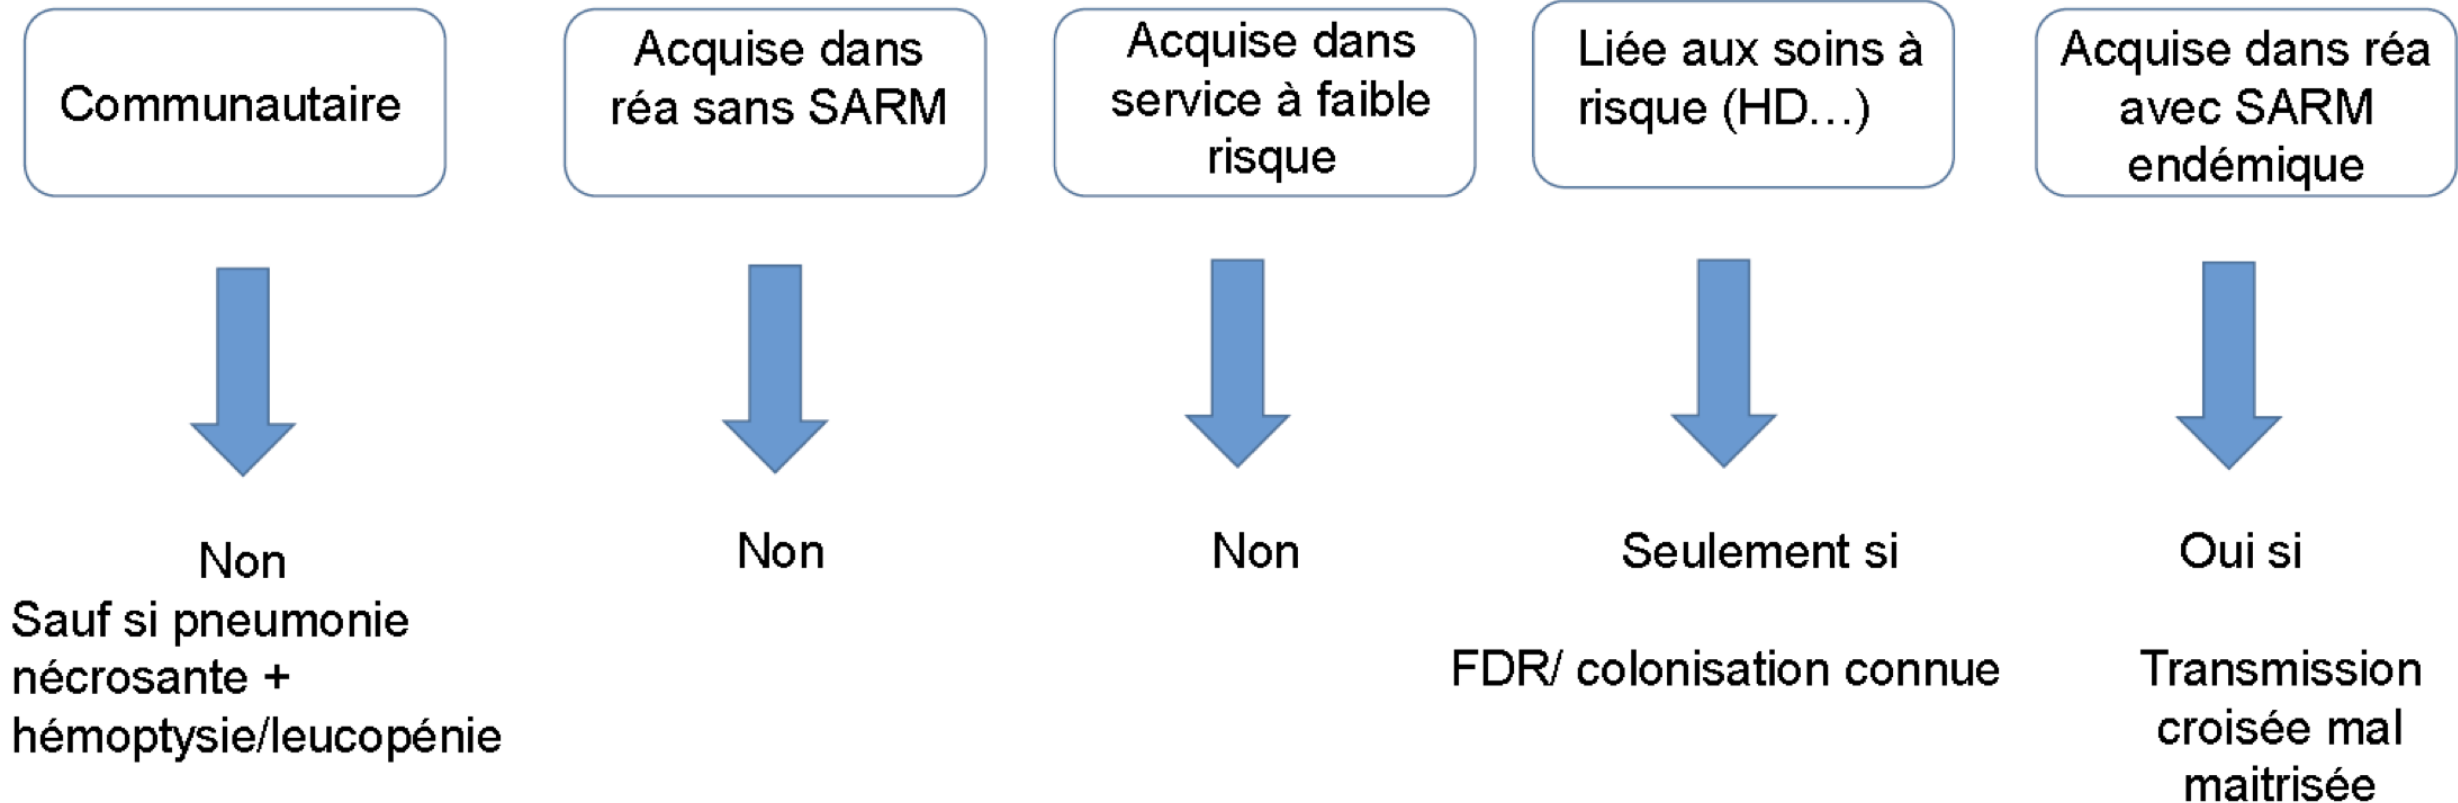 Communautaire
Acquise dans
réa sans SARM
Acquise dans
service à faible
risque
Liée aux soins à
risque (HD…)
Acquise dans réa
avec SARM
endémique
Non
Sauf si pneumonie
nécrosante +
hémoptysie/leucopénie
Non
Non
Seulement si
FDR/ colonisation connue
Oui si
Transmission
croisée mal
maitrisée